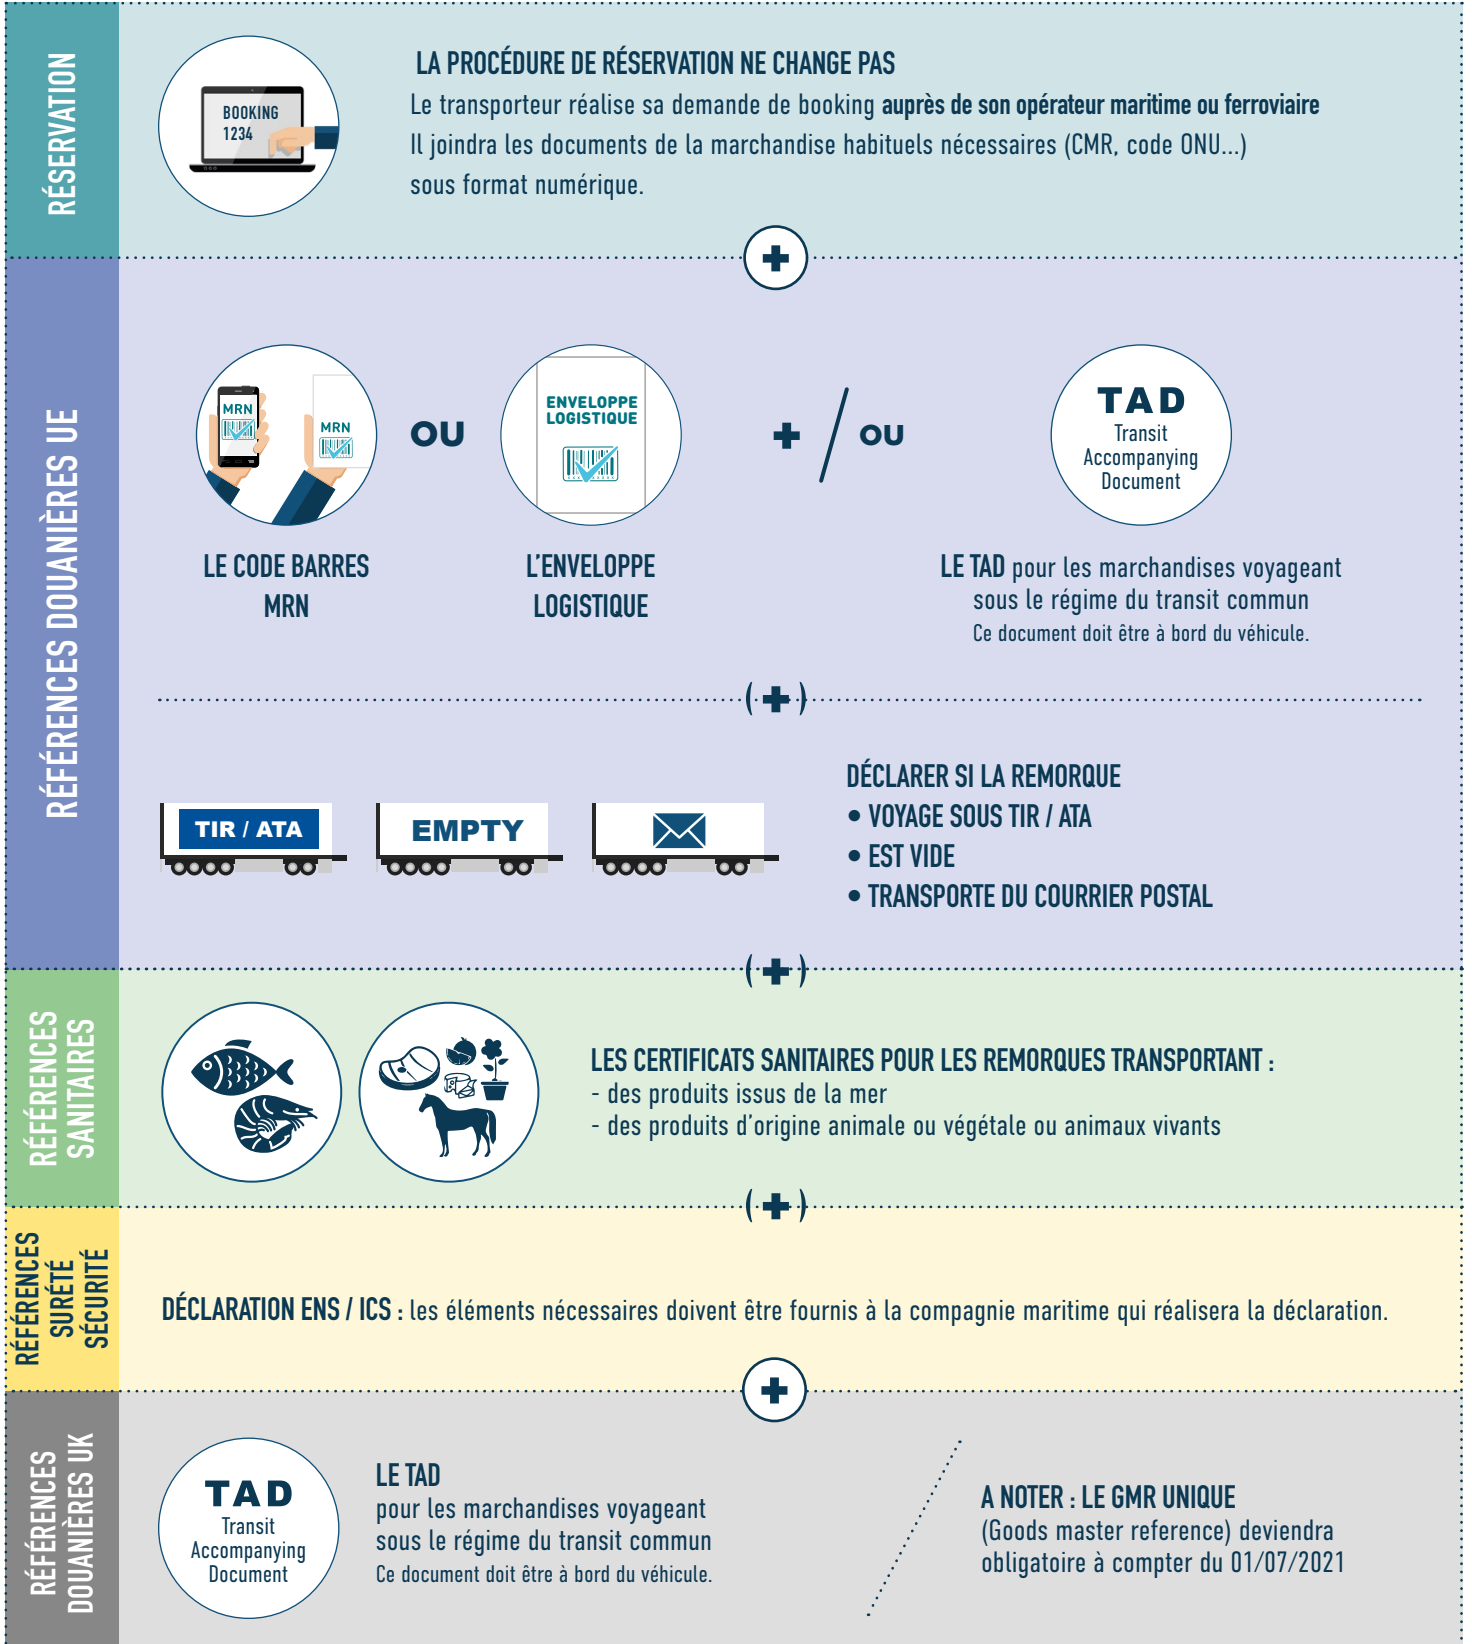 RÉSERVATION
BOOKING
1234
LA PROCÉDURE DE RÉSERVATION NE CHANGE PAS
Le transporteur réalise sa demande de booking auprès de son opérateur maritime ou ferroviaire
Il joindra les documents de la marchandise habituels nécessaires (CMR, code ONU...)
sous format numérique.
RÉFÉRENCES DOUANIÈRES UE
MRN
MRN
OU
ENVELOPPE
LOGISTIQUE
+ / OU
TAD
Transit
Accompanying
Document
LE CODE BARRES
MRN
L'ENVELOPPE
LOGISTIQUE
LE TAD pour les marchandises voyageant
sous le régime du transit commun
Ce document doit être à bord du véhicule.
(+)
TIR / ATA
EMPTY
DÉCLARER SI LA REMORQUE
• VOYAGE SOUS TIR / ATA
• EST VIDE
• TRANSPORTE DU COURRIER POSTAL
(+)
RÉFÉRENCES
SANITAIRES
LES CERTIFICATS SANITAIRES POUR LES REMORQUES TRANSPORTANT :
- des produits issus de la mer
- des produits d'origine animale ou végétale ou animaux vivants
(+)
RÉFÉRENCES
SURÉTÉ
SÉCURITÉ
DÉCLARATION ENS / ICS : les éléments nécessaires doivent être fournis à la compagnie maritime qui réalisera la déclaration.
RÉFÉRENCES
DOUANIÈRES UK
TAD
Transit
Accompanying
Document
LE TAD
pour les marchandises voyageant
sous le régime du transit commun
Ce document doit être à bord du véhicule.
A NOTER : LE GMR UNIQUE
(Goods master reference) deviendra
obligatoire à compter du 01/07/2021